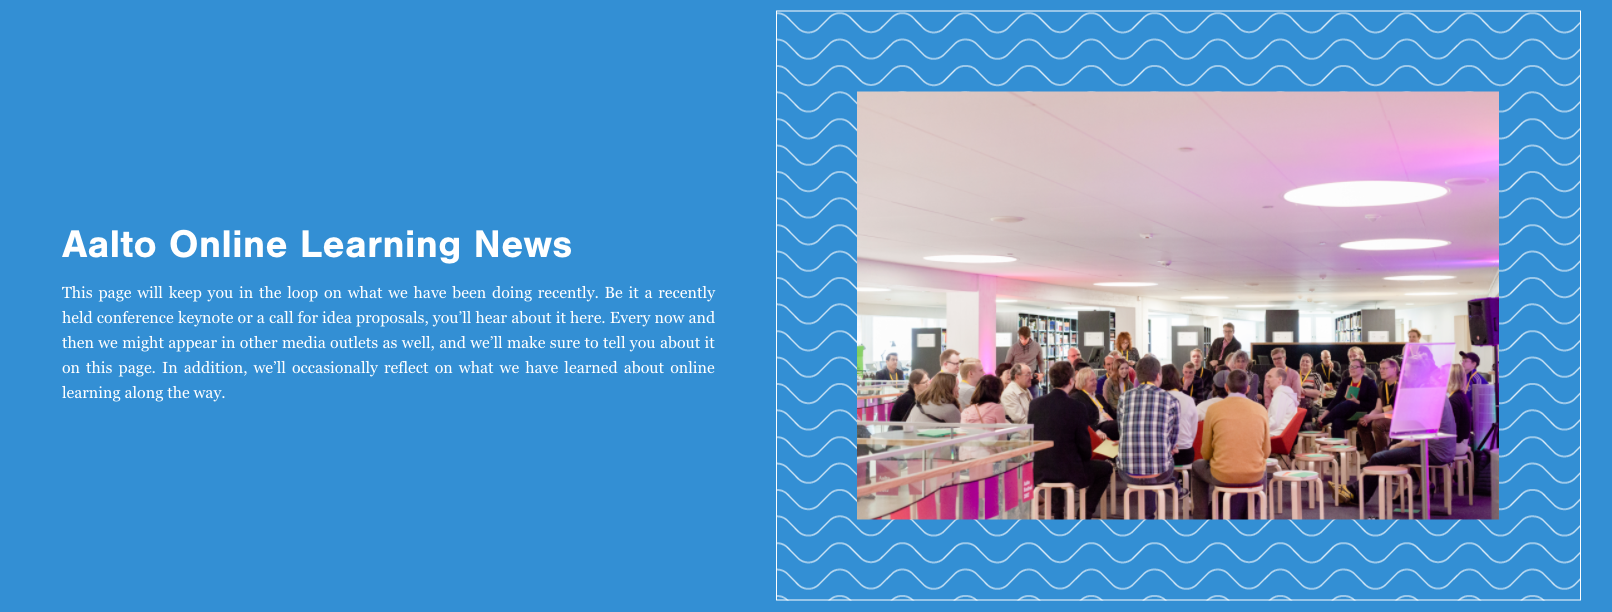 Aalto Online Learning News
This page will keep you in the loop on what we have been doing recently. Be it a recently
held conference keynote or a call for idea proposals, you’ll hear about it here. Every now and
then we might appear in other media outlets as well, and we’ll make sure to tell you about it
on this page. In addition, we’ll occasionally reflect on what we have learned about online
learning along the way.